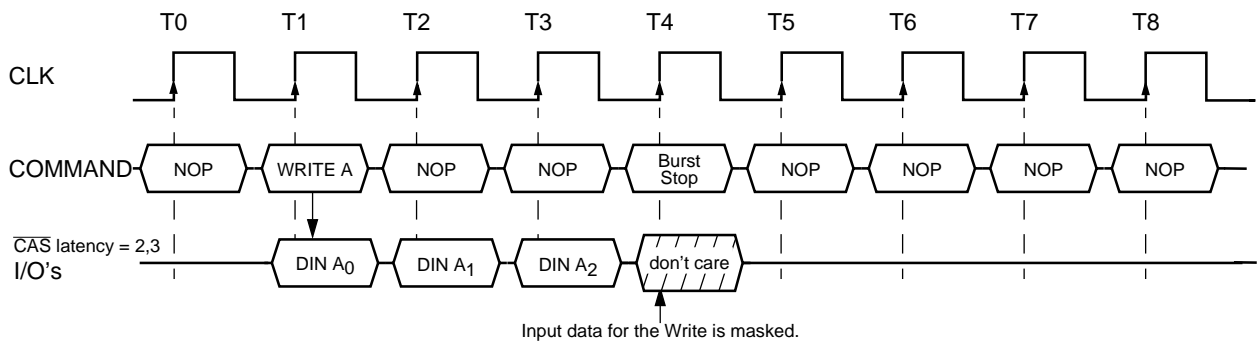 T0 T1 T2 T3 T4 T5 T6 T7 T8
CLK
COMMAND NOP WRITE A NOP NOP Burst Stop NOP NOP NOP NOP
CAS latency = 2,3
I/O's DIN A0 DIN A1 DIN A2 don't care
Input data for the Write is masked.